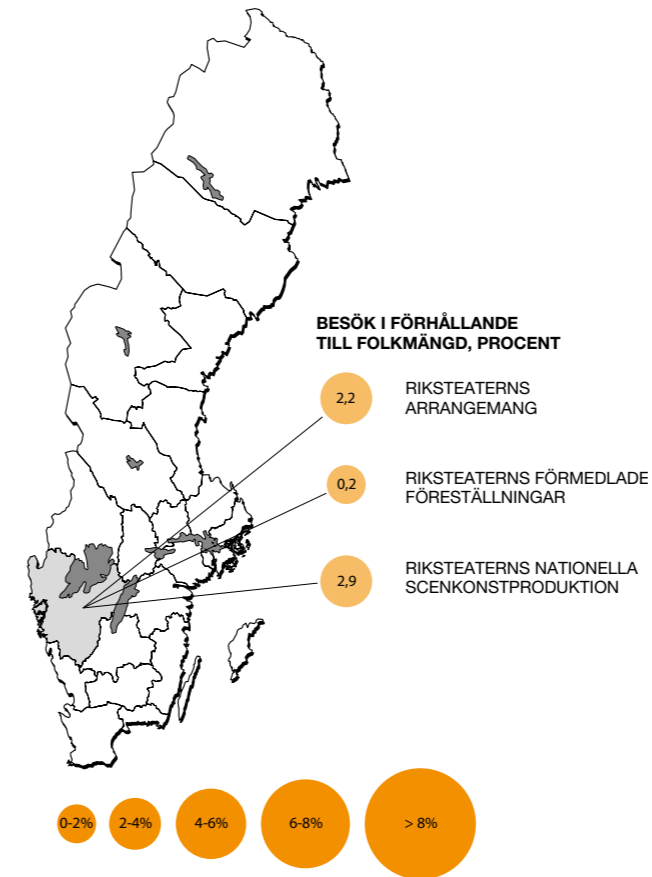 BESÖK I FÖRHÅLLANDE
TILL FOLKMÄNGD, PROCENT
2,2
RIKSTEATERNS
ARRANGEMANG
0,2
RIKSTEATERNS FÖRMEDLADE
FÖRESTÄLLNINGAR
2,9
RIKSTEATERNS NATIONELLA
SCENKONSTPRODUKTION
0-2%
2-4%
4-6%
6-8%
> 8%